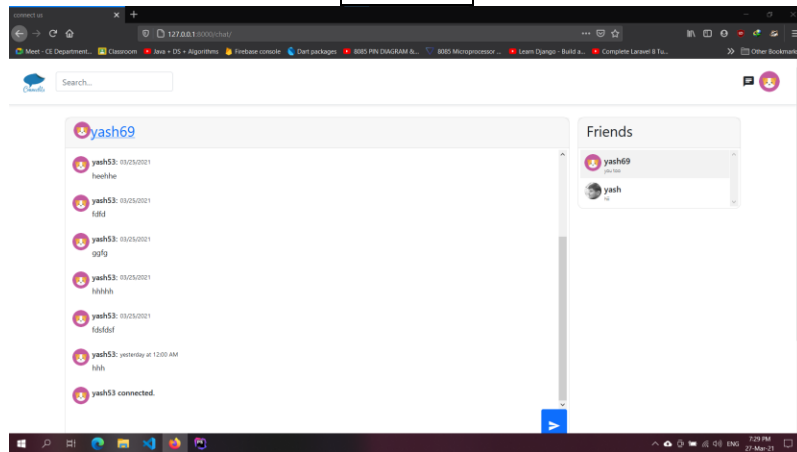 connect us
127.0.0.1:8000/chat/
Meet - CE Department... Classroom Java + DS + Algorithms Firebase console Dart packages 8085 PIN DIAGRAM &... 8085 Microprocessor ... Learn Django - Build a... Complete Laravel 8 Tu... Other Bookmark
Search...
yash69
yash53: 03/25/2021
heehhe
yash53: 03/25/2021
fdfd
yash53: 03/25/2021
ggfg
yash53: 03/25/2021
hhhhh
yash53: 03/25/2021
fdsfdsf
yash53: yesterday at 12:00 AM
hhh
yash53 connected.
Friends
yash69
you too
yash
ENG
7:29 PM
27-Mar-21